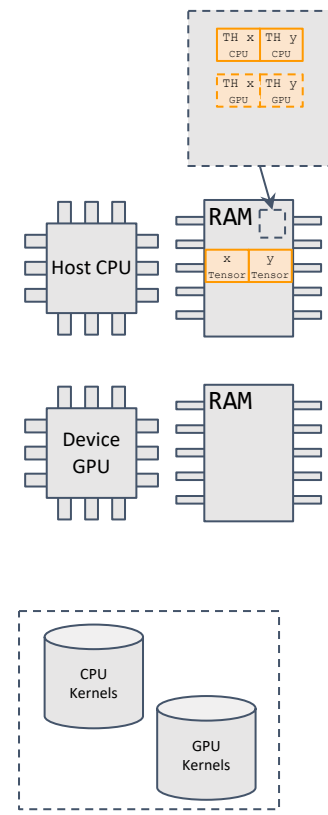 TH x TH y
CPU CPU
TH x TH y
GPU GPU
RAM
Host CPU
x y
Tensor Tensor
RAM
Device
GPU
CPU
Kernels
GPU
Kernels